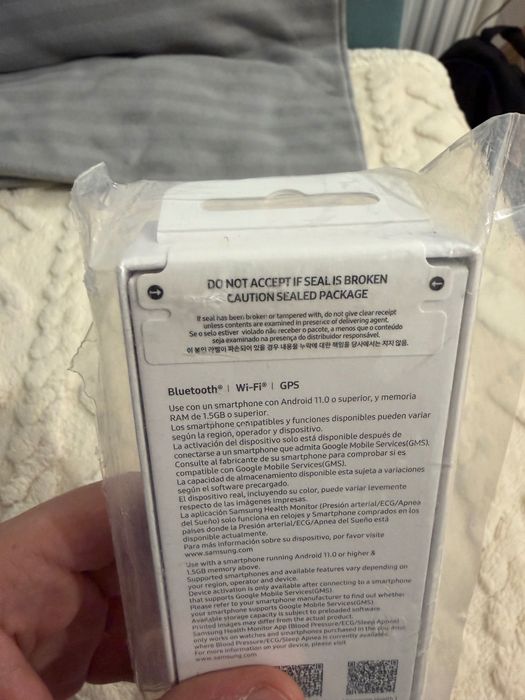 DO NOT ACCEPT IF SEAL IS BROKEN
CAUTION SEALED PACKAGE
If seal has been broken or tampered with, do not give clear receipt
unless contents are examined in presence of delivering agent.
Se o selo estiver violado não receber o pacote, a menos que o conteúdo
seja examinado na presença do distribuidor responsável.
이 봉인 라벨이 파손되어 있을 경우 내용물 누락에 대한 책임을 당사에서는 지지 않음.
Bluetooth® | Wi-Fi® | GPS
Use con un smartphone con Android 11.0 o superior, y memoria
RAM de 1.5GB o superior.
Los smartphone compatibles y funciones disponibles pueden variar
según la region, operador y dispositivo.
La activación del dispositivo solo está disponible después de
conectarse a un smartphone que admita Google Mobile Services(GMS).
Consulte al fabricante de su smartphone para comprobar si es
compatible con Google Mobile Services(GMS).
La capacidad de almacenamiento disponible esta sujeta a variaciones
según el software precargado.
El dispositivo real, incluyendo su color, puede variar levemente
respecto de las imágenes impresas.
La aplicación Samsung Health Monitor (Presión arterial/ECG/Apnea
del Sueño) solo funciona en relojes y Smartphone comprados en los
países donde la Presión arterial/ECG/Apnea del Sueño está
disponible actualmente.
Para más información sobre su dispositivo, por favor visite
www.samsung.com
Use with a smartphone running Android 11.0 or higher &
1.5GB memory above.
Supported smartphones and available features may vary depending on
your region, operator and device.
Device activation is only available after connecting to a smartphone
that supports Google Mobile Services(GMS).
Please refer to your smartphone manufacturer to find out whether
your smartphone supports Google Mobile Services(GMS).
Available storage capacity is subject to preloaded software.
Printed images may differ from the actual product.
Samsung Health Monitor App (Blood Pressure/ECG/Sleep Apnea)
only works on watches and smartphones purchased in the
where Blood Pressure/ECG/Sleep Apnea is currently available.
For more information on your device, please visit
www.samsung.com